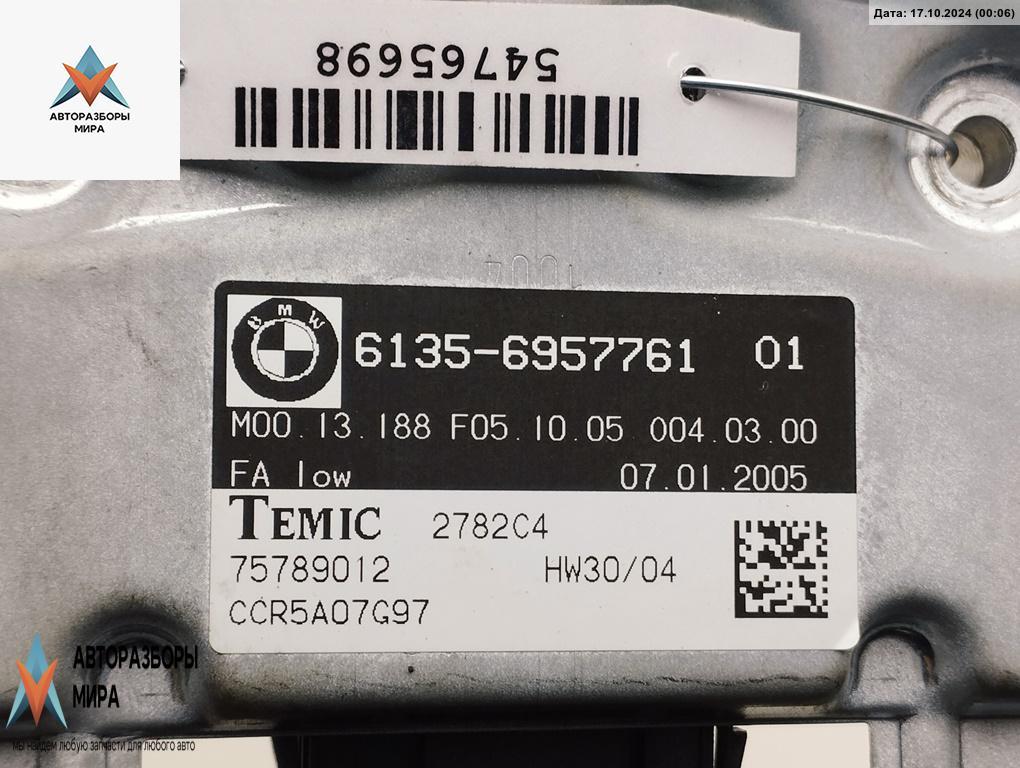 Дата: 17.10.2024 (00:06)
54765698
АВТОРАЗБОРЫ
МИРА
BMW
6135-6957761 01
M00.13.188 F05.10.05 004.03.00
FA low 07.01.2005
TEMIC 2782C4
75789012 HW30/04
CCR5A07G97
АВТОРАЗБОРЫ
МИРА
мы найдем любую запчасти для любого авто